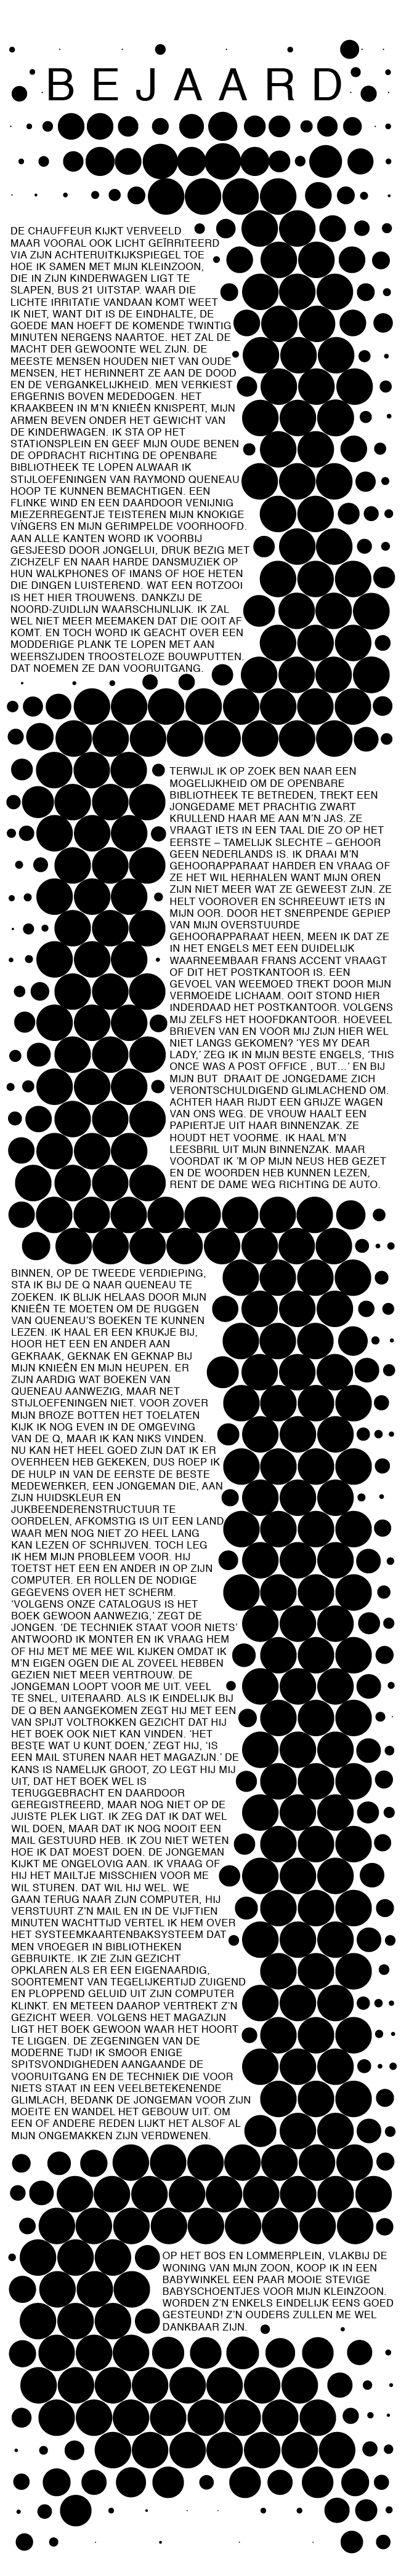 BEJAARD
DE CHAUFFEUR KIJKT VERVEELD
MAAR VOORAL OOK LICHT GEÏRRITEERD
VIA ZIJN ACHTERUITKIJKSPIEGEL TOE
HOE IK SAMEN MET MIJN KLEINZOON,
DIE IN ZIJN KINDERWAGEN LIGT TE
SLAPEN, BUS 21 UITSTAP. WAAR DIE
LICHTE IRRITATIE VANDAAN KOMT WEET
IK NIET, WANT DIT IS DE EINDHALTE, DE
GOEDE MAN HOEFT DE KOMENDE TWINTIG
MINUTEN NERGENS NAARTOE. HET ZAL DE
MACHT DER GEWOONTE WEL ZIJN. DE
MEESTE MENSEN HOUDEN NIET VAN OUDE
MENSEN, HET HERINNERT ZE AAN DE DOOD
EN DE VERGANKELIJKHEID. MEN VERKIEST
ERGERNIS BOVEN MEDEDOGEN. HET
KRAAKBEEN IN M'N KNIEËN KNISPERT, MIJN
ARMEN BEVEN ONDER HET GEWICHT VAN
DE KINDERWAGEN. IK STA OP HET
STATIONSPLEIN EN GEEF MIJN OUDE BENEN
DE OPDRACHT RICHTING DE OPENBARE
BIBLIOTHEEK TE LOPEN ALWAAR IK
STIJLOEFENINGEN VAN RAYMOND QUENEAU
HOOP TE KUNNEN BEMACHTIGEN. EEN
FLINKE WIND EN EEN DAARDOOR VENIJNIG
MIEZERREGENTJE TEISTEREN MIJN KNOKIGE
VINGERS EN MIJN GERIMPELDE VOORHOOFD.
AAN ALLE KANTEN WORD IK VOORBIJ
GESJEESD DOOR JONGELUI, DRUK BEZIG MET
ZICHZELF EN NAAR HARDE DANSMUZIEK OP
HUN WALKPHONES OF IMANS OF HOE HETEN
DIE DINGEN LUISTEREND. WAT EEN ROTZOOI
IS HET HIER TROUWENS. DANKZIJ DE
NOORD-ZUIDLIJN WAARSCHIJNLIJK. IK ZAL
WEL NIET MEER MEEMAKEN DAT DIE OOIT AF
KOMT. EN TOCH WORD IK GEACHT OVER EEN
MODDERIGE PLANK TE LOPEN MET AAN
WEERSZIJDEN TROOSTELOZE BOUWPUTTEN.
DAT NOEMEN ZE DAN VOORUITGANG.
TERWIJL IK OP ZOEK BEN NAAR EEN
MOGELIJKHEID OM DE OPENBARE
BIBLIOTHEEK TE BETREDEN, TREKT EEN
JONGEDAME MET PRACHTIG ZWART
KRULLEND HAAR ME AAN M'N JAS. ZE
VRAAGT IETS IN EEN TAAL DIE ZO OP HET
EERSTE – TAMELIJK SLECHTE – GEHOOR
GEEN NEDERLANDS IS. IK DRAAI M'N
GEHOORAPPARAAT HARDER EN VRAAG OF
ZE HET WIL HERHALEN WANT MIJN OREN
ZIJN NIET MEER WAT ZE GEWEEST ZIJN. ZE
HELT VOOROVER EN SCHREEUWT IETS IN
MIJN OOR. DOOR HET SNERPENDE GEPIEP
VAN MIJN OVERSTUURDE
GEHOORAPPARAAT HEEN, MEEN IK DAT ZE
IN HET ENGELS MET EEN DUIDELIJK
WAARNEEMBAAR FRANS ACCENT VRAAGT
OF DIT HET POSTKANTOOR IS. EEN
GEVOEL VAN WEEMOED TREKT DOOR MIJN
VERMOEIDE LICHAAM. OOIT STOND HIER
INDERDAAD HET POSTKANTOOR. VOLGENS
MIJ ZELFS HET HOOFDKANTOOR. HOEVEEL
BRIEVEN VAN EN VOOR MIJ ZIJN HIER WEL
NIET LANGS GEKOMEN? 'YES MY DEAR
LADY,' ZEG IK IN MIJN BESTE ENGELS, 'THIS
ONCE WAS A POST OFFICE , BUT...' EN BIJ
MIJN BUT DRAAIT DE JONGEDAME ZICH
VERONTSCHULDIGEND GLIMLACHEND OM.
ACHTER HAAR RIJDT EEN GRIJZE WAGEN
VAN ONS WEG. DE VROUW HAALT EEN
PAPIERTJE UIT HAAR BINNENZAK. ZE
HOUDT HET VOORME. IK HAAL M'N
LEESBRIL UIT MIJN BINNENZAK. MAAR
VOORDAT IK 'M OP MIJN NEUS HEB GEZET
EN DE WOORDEN HEB KUNNEN LEZEN,
RENT DE DAME WEG RICHTING DE AUTO.
BINNEN, OP DE TWEEDE VERDIEPING,
STA IK BIJ DE Q NAAR QUENEAU TE
ZOEKEN. IK BLIJK HELAAS DOOR MIJN
KNIEËN TE MOETEN OM DE RUGGEN
VAN QUENEAU'S BOEKEN TE KUNNEN
LEZEN. IK HAAL ER EEN KRUKJE BIJ,
HOOR HET EEN EN ANDER AAN
GEKRAAK, GEKNAK EN GEKNAP BIJ
MIJN KNIEËN EN MIJN HEUPEN. ER
ZIJN AARDIG WAT BOEKEN VAN
QUENEAU AANWEZIG, MAAR NET
STIJLOEFENINGEN NIET. VOOR ZOVER
MIJN BROZE BOTTEN HET TOELATEN
KIJK IK NOG EVEN IN DE OMGEVING
VAN DE Q, MAAR IK KAN NIKS VINDEN.
NU KAN HET HEEL GOED ZIJN DAT IK ER
OVERHEEN HEB GEKEKEN, DUS ROEP IK
DE HULP IN VAN DE EERSTE DE BESTE
MEDEWERKER, EEN JONGEMAN DIE, AAN
ZIJN HUIDSKLEUR EN
JUKBEENDERENSTRUCTUUR TE
OORDELEN, AFKOMSTIG IS UIT EEN LAND
WAAR MEN NOG NIET ZO HEEL LANG
KAN LEZEN OF SCHRIJVEN. TOCH LEG
IK HEM MIJN PROBLEEM VOOR. HIJ
TOETST HET EEN EN ANDER IN OP ZIJN
COMPUTER. ER ROLLEN DE NODIGE
GEGEVENS OVER HET SCHERM.
'VOLGENS ONZE CATALOGUS IS HET
BOEK GEWOON AANWEZIG,' ZEGT DE
JONGEN. 'DE TECHNIEK STAAT VOOR NIETS'
ANTWOORD IK MONTER EN IK VRAAG HEM
OF HIJ MET ME MEE WIL KIJKEN OMDAT IK
M'N EIGEN OGEN DIE AL ZOVEEL HEBBEN
GEZIEN NIET MEER VERTROUW. DE
JONGEMAN LOOPT VOOR ME UIT. VEEL
TE SNEL, UITERAARD. ALS IK EINDELIJK BIJ
DE Q BEN AANGEKOMEN ZEGT HIJ MET EEN
VAN SPIJT VOLTROKKEN GEZICHT DAT HIJ
HET BOEK OOK NIET KAN VINDEN. 'HET
BESTE WAT U KUNT DOEN,' ZEGT HIJ, 'IS
EEN MAIL STUREN NAAR HET MAGAZIJN.' DE
KANS IS NAMELIJK GROOT, ZO LEGT HIJ MIJ
UIT, DAT HET BOEK WEL IS
TERUGGEBRACHT EN DAARDOOR
GEREGISTREERD, MAAR NOG NIET OP DE
JUISTE PLEK LIGT. IK ZEG DAT IK DAT WEL
WIL DOEN, MAAR DAT IK NOG NOOIT EEN
MAIL GESTUURD HEB. IK ZOU NIET WETEN
HOE IK DAT MOEST DOEN. DE JONGEMAN
KIJKT ME ONGELOVIG AAN. IK VRAAG OF
HIJ HET MAILTJE MISSCHIEN VOOR ME
WIL STUREN. DAT WIL HIJ WEL. WE
GAAN TERUG NAAR ZIJN COMPUTER, HIJ
VERSTUURT Z'N MAIL EN IN DE VIJFTIEN
MINUTEN WACHTTIJD VERTEL IK HEM OVER
HET SYSTEEMKAARTENBAKSYSTEEM DAT
MEN VROEGER IN BIBLIOTHEKEN
GEBRUIKTE. IK ZIE ZIJN GEZICHT
OPKLAREN ALS ER EEN EIGENAARDIG,
SOORTEMENT VAN TEGELIJKERTIJD ZUIGEND
EN PLOPPEND GELUID UIT ZIJN COMPUTER
KLINKT. EN METEEN DAAROP VERTREKT Z'N
GEZICHT WEER. VOLGENS HET MAGAZIJN
LIGT HET BOEK GEWOON WAAR HET HOORT
TE LIGGEN. DE ZEGENINGEN VAN DE
MODERNE TIJD! IK SMOOR ENIGE
SPITSVONDIGHEDEN AANGAANDE DE
VOORUITGANG EN DE TECHNIEK DIE VOOR
NIETS STAAT IN EEN VEELBETEKENENDE
GLIMLACH, BEDANK DE JONGEMAN VOOR ZIJN
MOEITE EN WANDEL HET GEBOUW UIT. OM
EEN OF ANDERE REDEN LIJKT HET ALSOF AL
MIJN ONGEMAKKEN ZIJN VERDWENEN.
OP HET BOS EN LOMMERPLEIN, VLAKBIJ DE
WONING VAN MIJN ZOON, KOOP IK IN EEN
BABYWINKEL EEN PAAR MOOIE STEVIGE
BABYSCHOENTJES VOOR MIJN KLEINZOON.
WORDEN Z'N ENKELS EINDELIJK EENS GOED
GESTEUND! Z'N OUDERS ZULLEN ME WEL
DANKBAAR ZIJN.